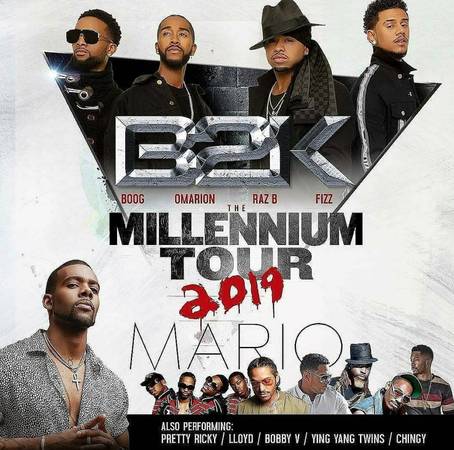 B2K
BOOG OMARION RAZ B FIZZ
THE
MILLENNIUM
TOUR
2019
MARIO
ALSO PERFORMING:
PRETTY RICKY / LLOYD / BOBBY V / YING YANG TWINS / CHINGY